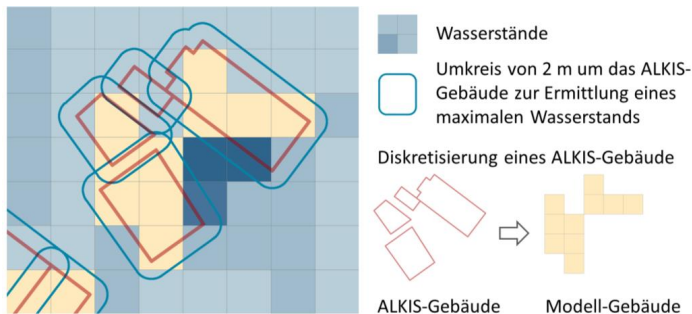 Wasserstände
Umkreis von 2 m um das ALKIS-
Gebäude zur Ermittlung eines
maximalen Wasserstands
Diskretisierung eines ALKIS-Gebäude
ALKIS-Gebäude
Modell-Gebäude